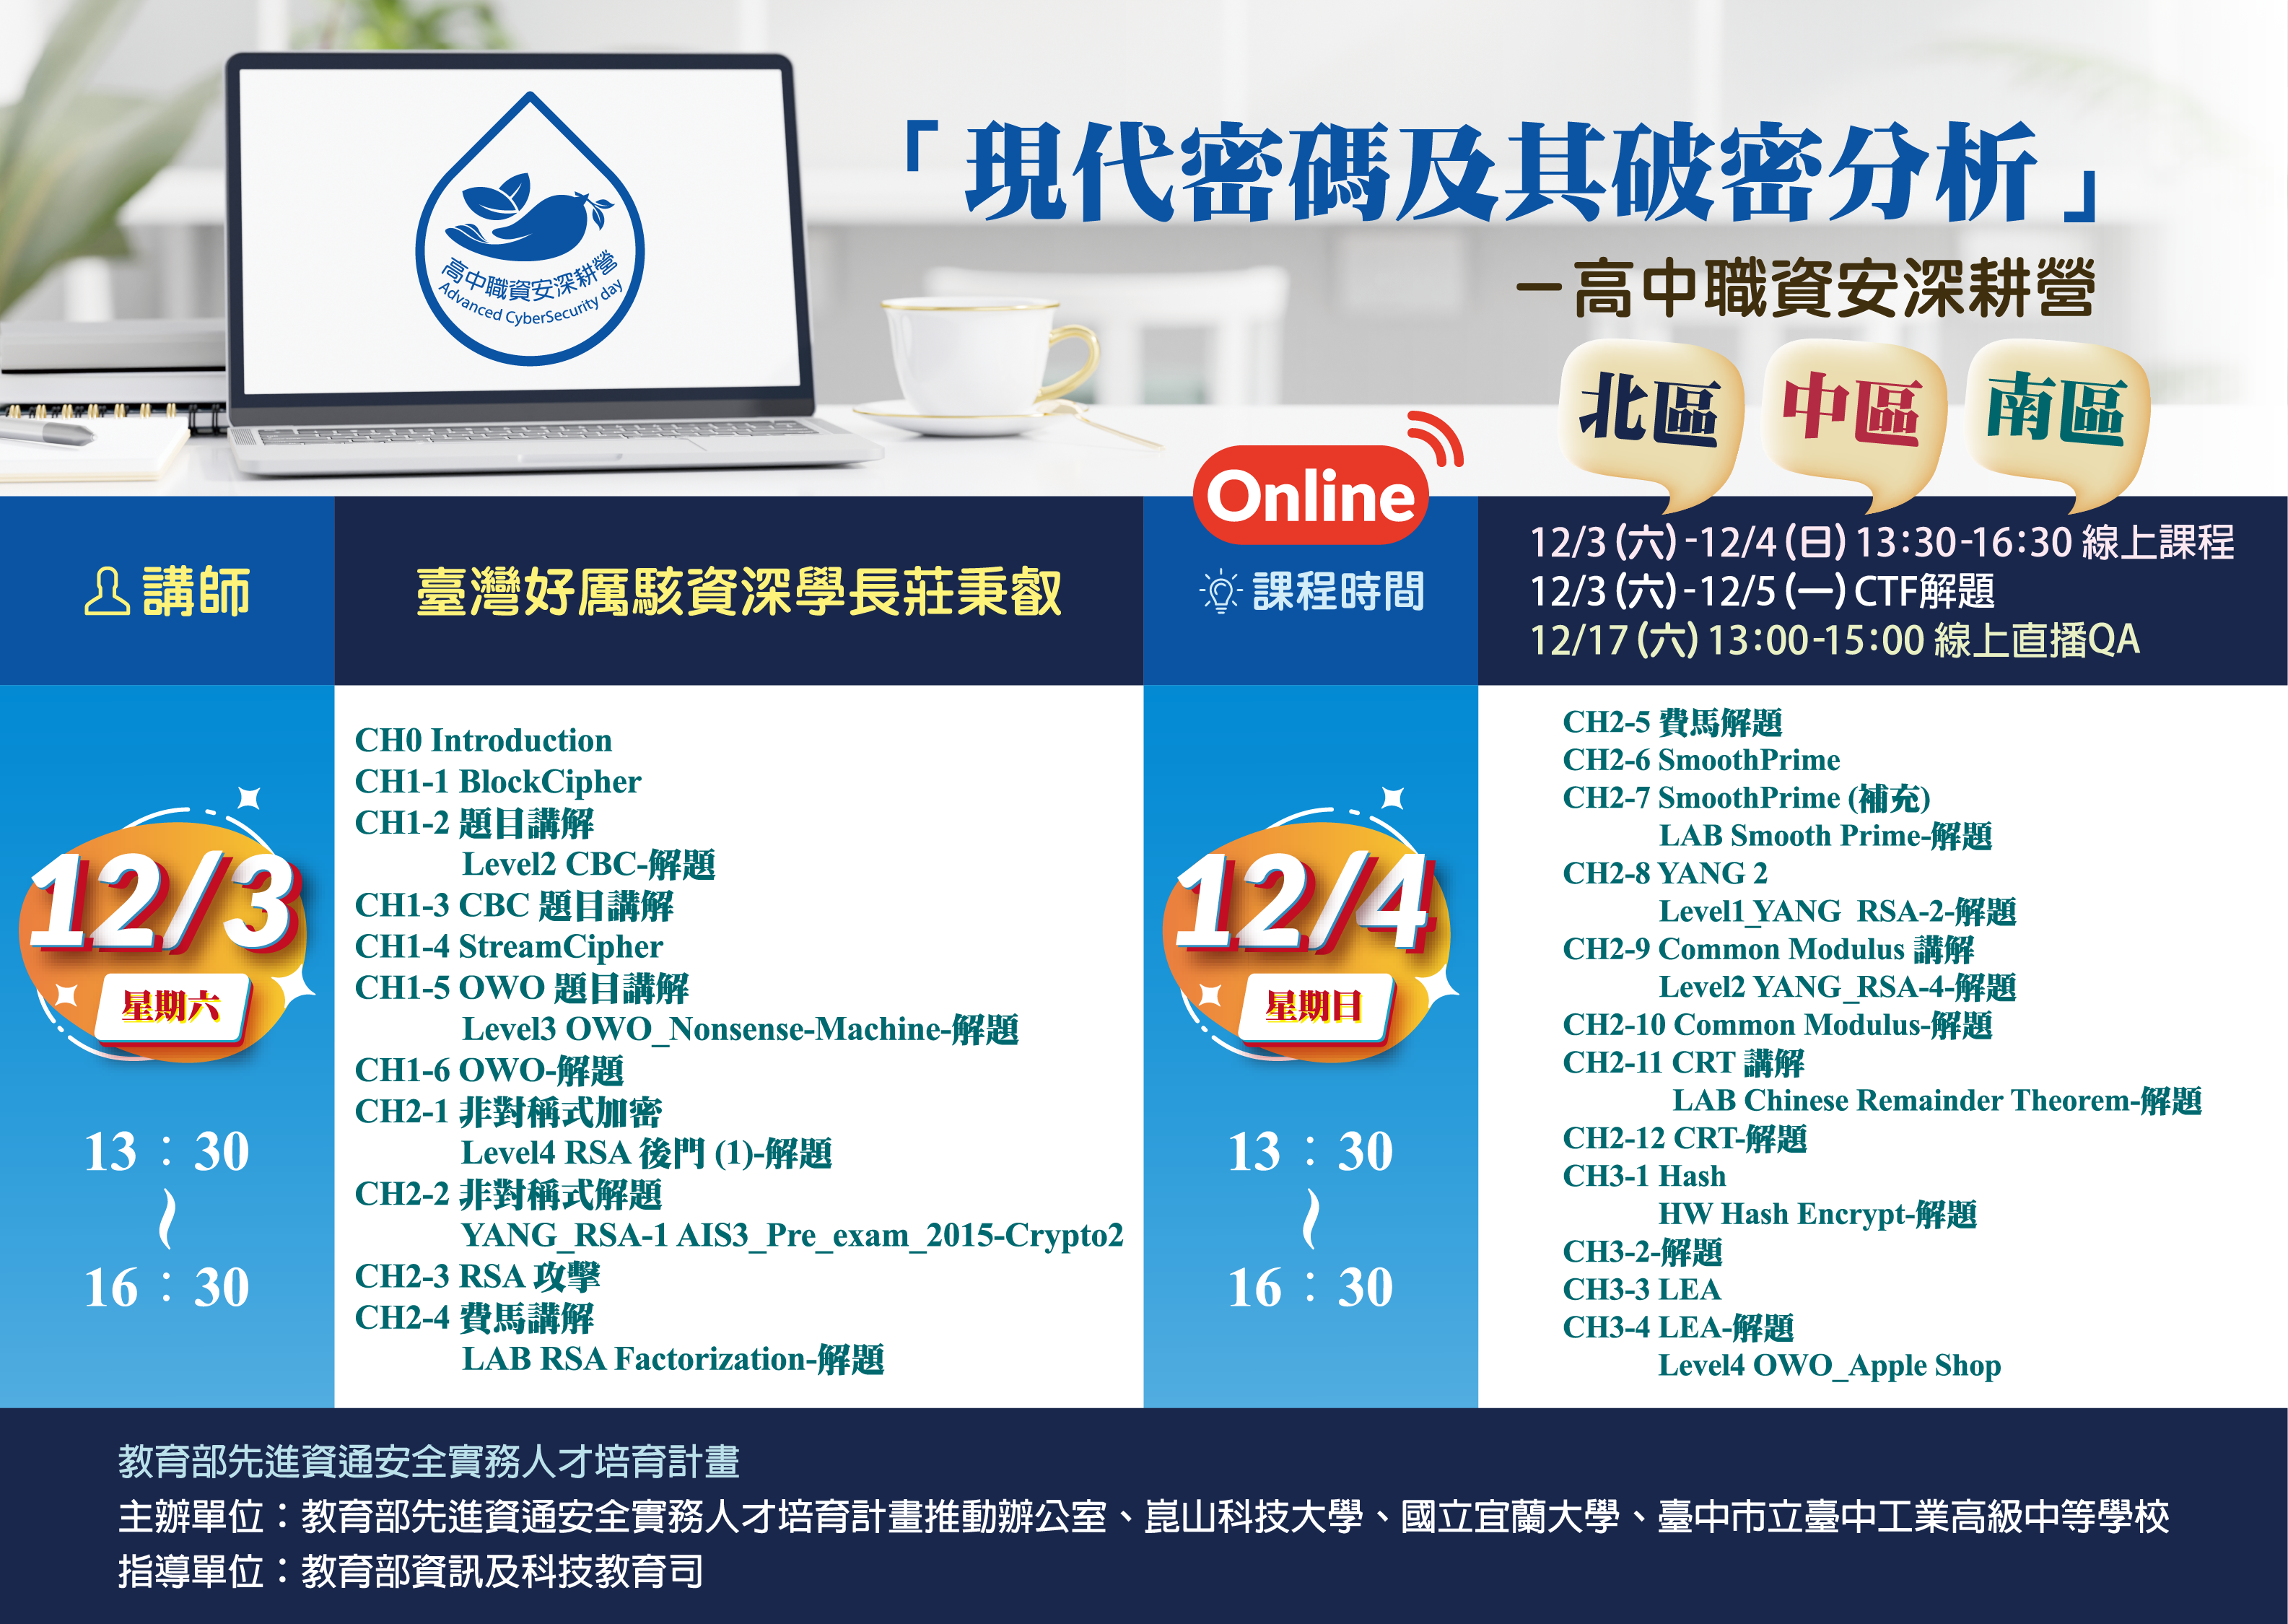 高中職資安深耕營
Advanced CyberSecurity day
「現代密碼及其破密分析」
－高中職資安深耕營
北區 中區 南區
Online
講師
臺灣好厲駭資深學長莊秉叡
課程時間
12/3 (六) -12/4 (日) 13:30-16:30 線上課程
12/3 (六) -12/5 (一) CTF解題
12/17 (六) 13:00-15:00 線上直播QA
12/3
星期六
13：30
～
16：30
CH0 Introduction
CH1-1 BlockCipher
CH1-2 題目講解
Level2 CBC-解題
CH1-3 CBC 題目講解
CH1-4 StreamCipher
CH1-5 OWO 題目講解
Level3 OWO_Nonsense-Machine-解題
CH1-6 OWO-解題
CH2-1 非對稱式加密
Level4 RSA 後門 (1)-解題
CH2-2 非對稱式解題
YANG_RSA-1 AIS3_Pre_exam_2015-Crypto2
CH2-3 RSA 攻擊
CH2-4 費馬講解
LAB RSA Factorization-解題
12/4
星期日
13：30
～
16：30
CH2-5 費馬解題
CH2-6 SmoothPrime
CH2-7 SmoothPrime (補充)
LAB Smooth Prime-解題
CH2-8 YANG 2
Level1_YANG RSA-2-解題
CH2-9 Common Modulus 講解
Level2 YANG_RSA-4-解題
CH2-10 Common Modulus-解題
CH2-11 CRT 講解
LAB Chinese Remainder Theorem-解題
CH2-12 CRT-解題
CH3-1 Hash
HW Hash Encrypt-解題
CH3-2-解題
CH3-3 LEA
CH3-4 LEA-解題
Level4 OWO_Apple Shop
教育部先進資通安全實務人才培育計畫
主辦單位：教育部先進資通安全實務人才培育計畫推動辦公室、崑山科技大學、國立宜蘭大學、臺中市立臺中工業高級中等學校
指導單位：教育部資訊及科技教育司